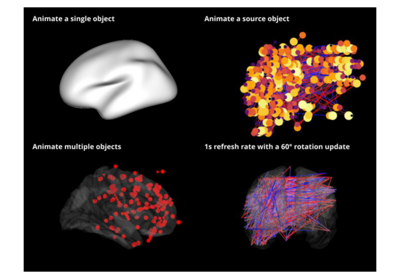 Animate a single object
Animate a source object
Animate multiple objects
1s refresh rate with a 60° rotation update